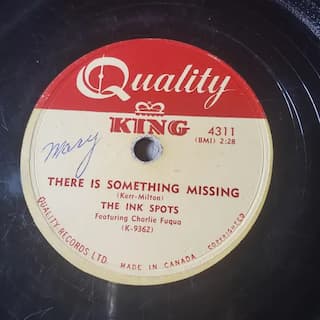 Quality
KING
4311
(BMI) 2:28
Mary
THERE IS SOMETHING MISSING
(Kerr-Milton)
THE INK SPOTS
Featuring Charlie Fuqua
(K-9362)
QUALITY RECORDS LTD. MADE IN CANADA COPYRIGHTED